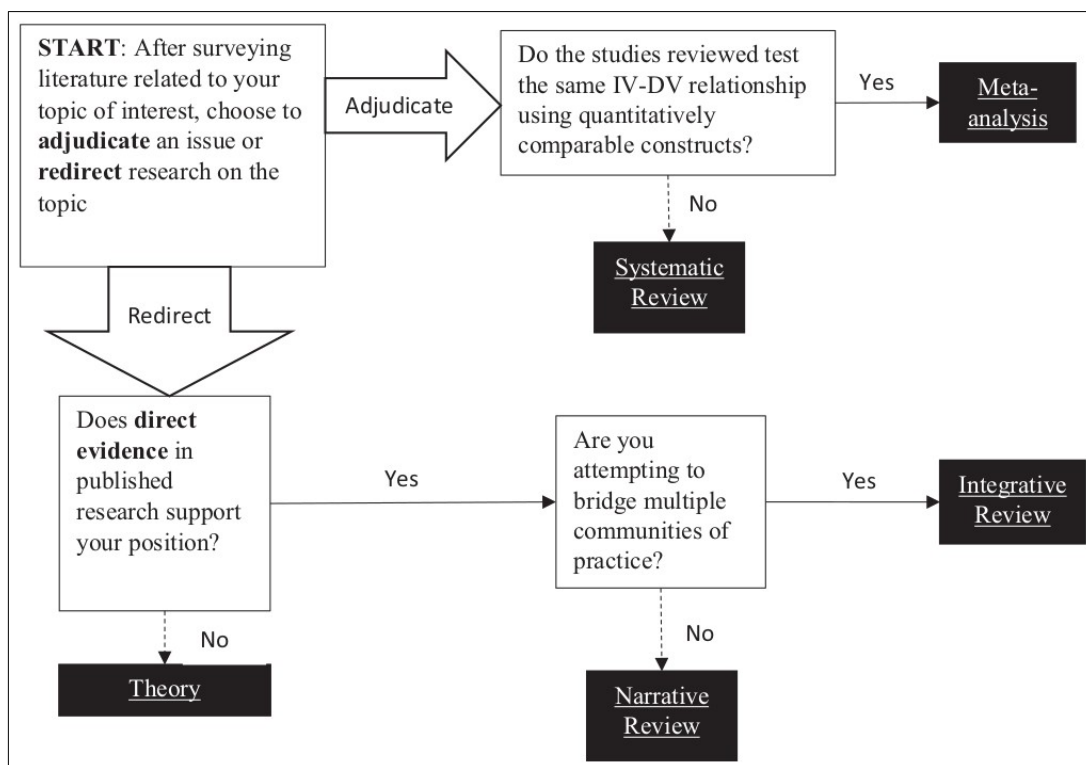 START: After surveying
literature related to your
topic of interest, choose to
adjudicate an issue or
redirect research on the
topic
Adjudicate
Do the studies reviewed test
the same IV-DV relationship
using quantitatively
comparable constructs?
Yes
Meta-
analysis
No
Systematic
Review
Redirect
Does direct
evidence in
published
research support
your position?
Yes
Are you
attempting to
bridge multiple
communities of
practice?
Yes
Integrative
Review
No
Theory
No
Narrative
Review